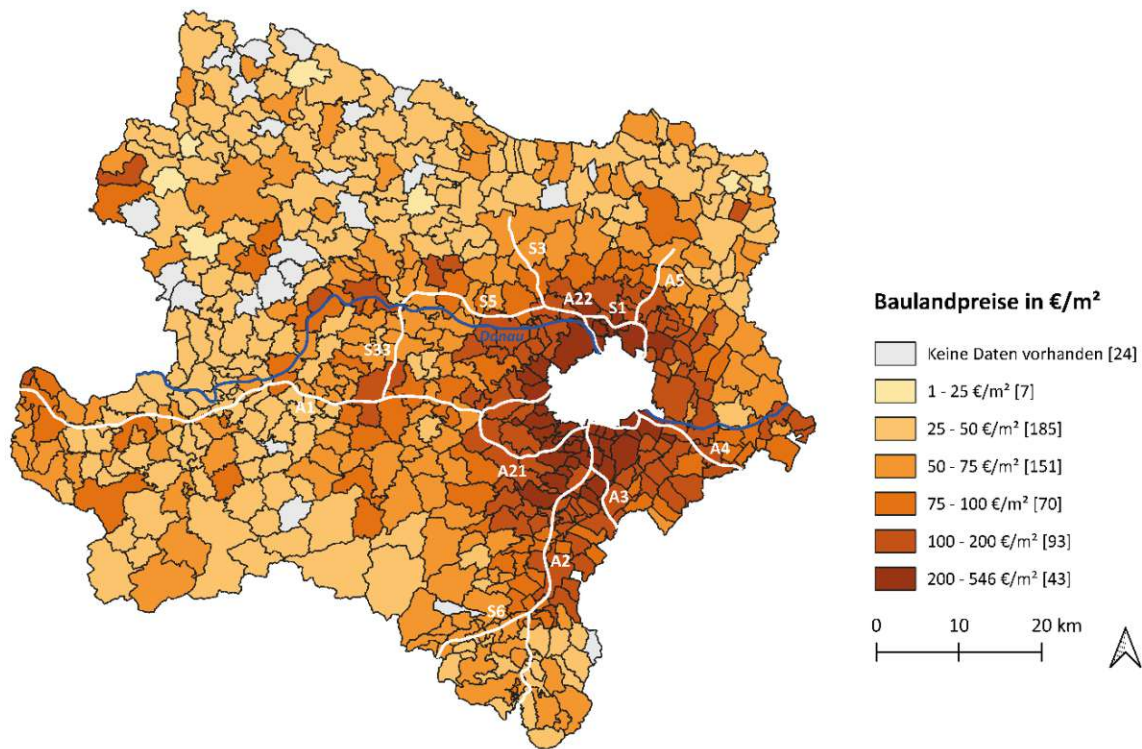 S3
A5
A22
S1
S5
Donau
S33
A1
A21
A4
A3
A2
S6
Baulandpreise in €/m²
Keine Daten vorhanden [24]
1 - 25 €/m² [7]
25 - 50 €/m² [185]
50 - 75 €/m² [151]
75 - 100 €/m² [70]
100 - 200 €/m² [93]
200 - 546 €/m² [43]
0 10 20 km